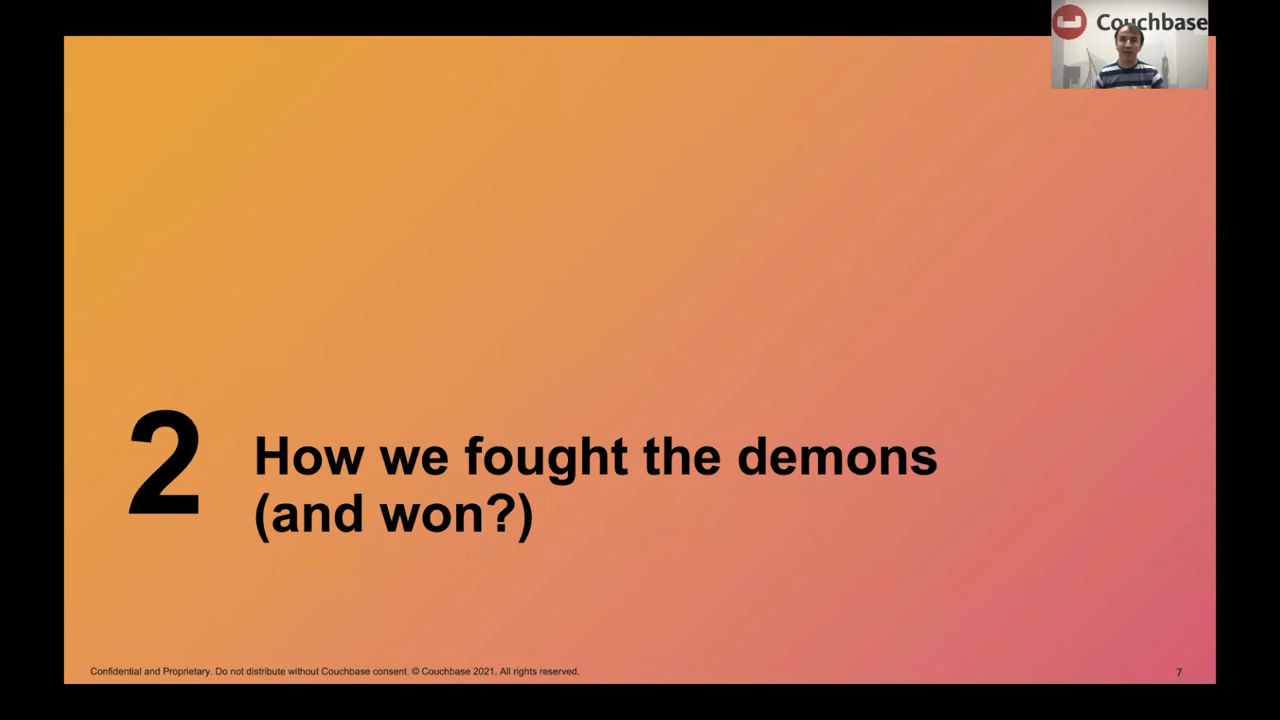 Couchbase
2
How we fought the demons
(and won?)
Confidential and Proprietary. Do not distribute without Couchbase consent. © Couchbase 2021. All rights reserved.
7